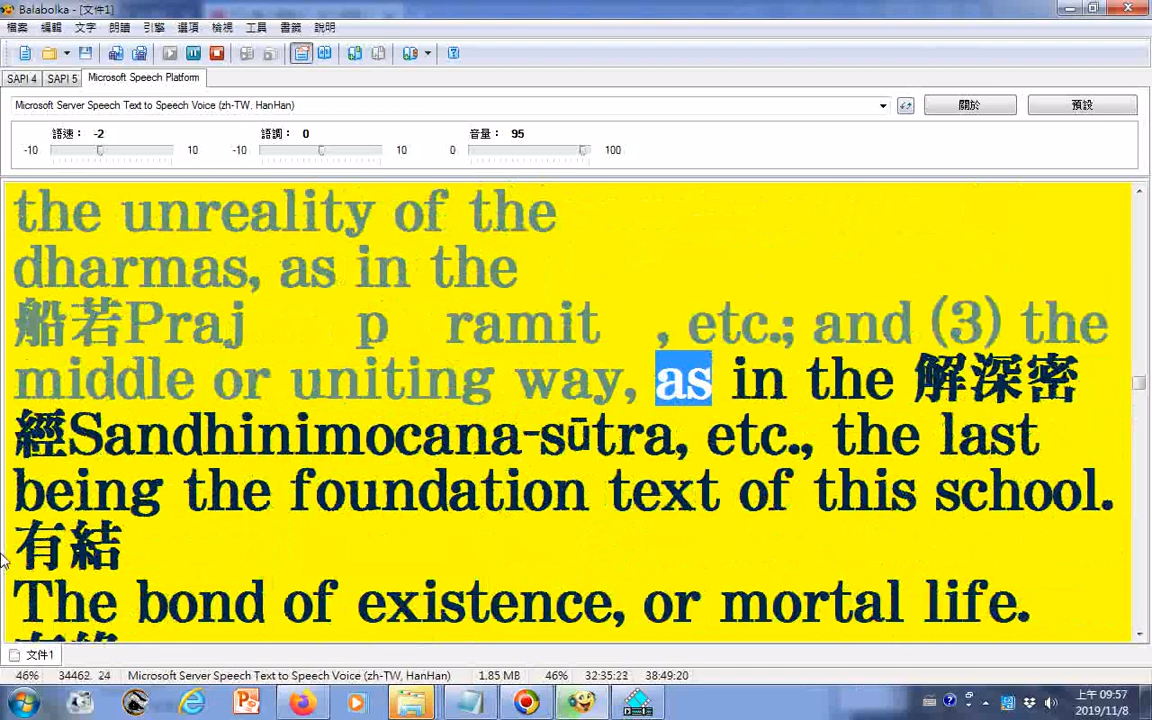 Balabolka - [文件1]
檔案 編輯 文字 朗讀 引擎 選項 檢視 工具 書籤 說明
SAPI 4 SAPI 5 Microsoft Speech Platform
Microsoft Server Speech Text to Speech Voice (zh-TW, HanHan) 關於 預設
語速: -2 語調: 0 音量: 95
-10 10 -10 10 0 100
the unreality of the
dharmas, as in the
船若Praj p ramit , etc.; and (3) the
middle or uniting way, as in the 解深密
經Sandhinimocana-sūtra, etc., the last
being the foundation text of this school.
有結
The bond of existence, or mortal life.
文件1
46% 34462. 24 Microsoft Server Speech Text to Speech Voice (zh-TW, HanHan) 1.85 MB 46% 32:35:23 38:49:20
上午 09:57
2019/11/8